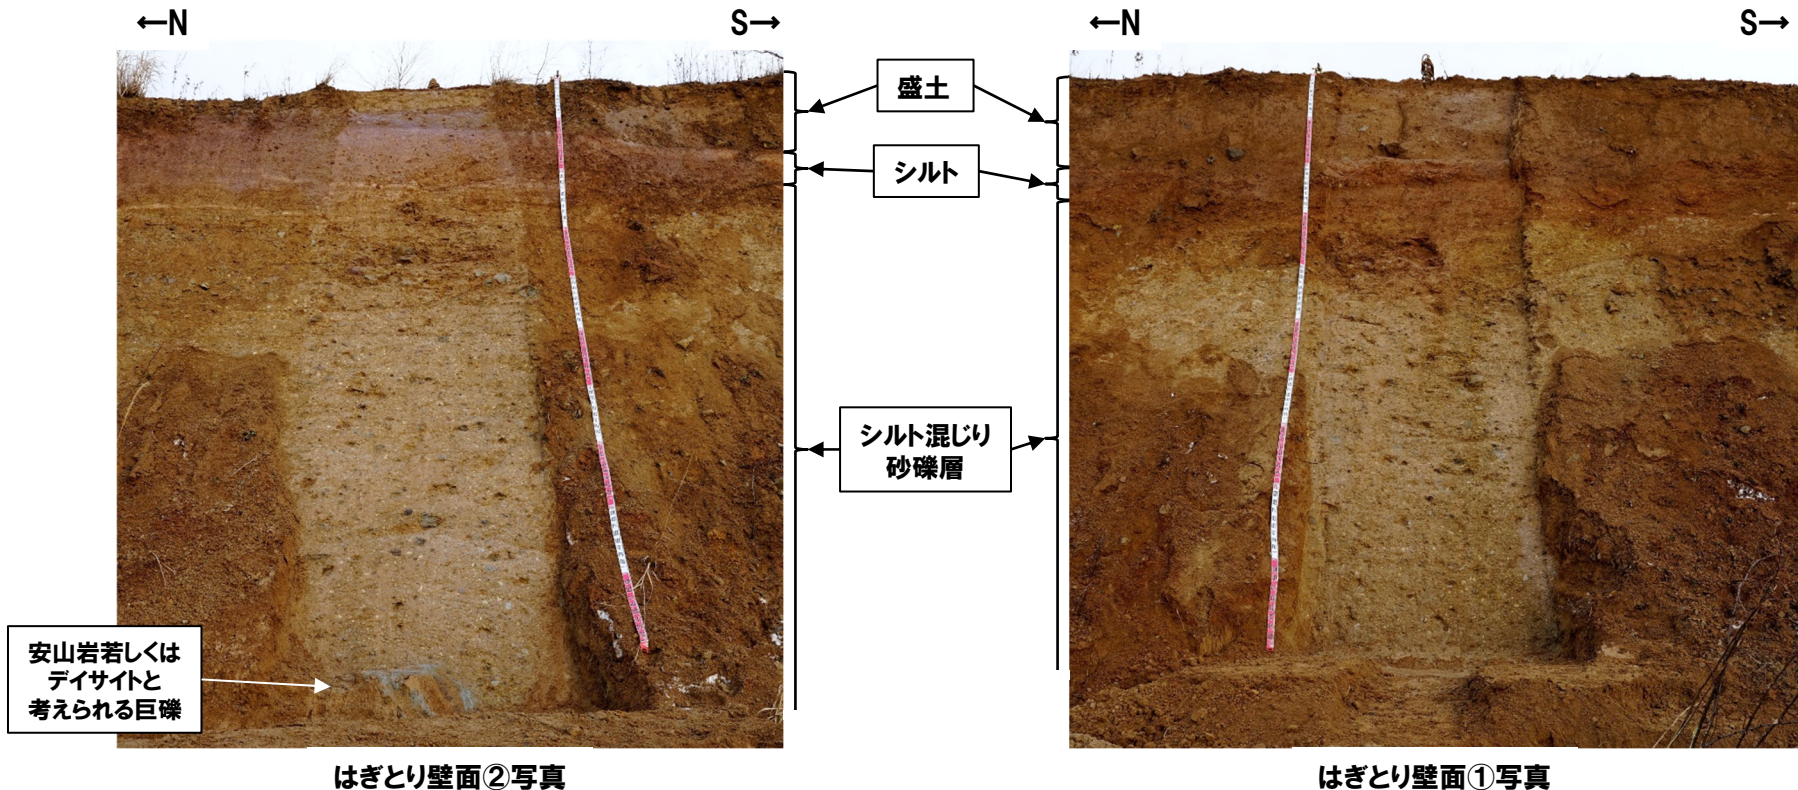 ←N
S→
←N
S→
盛土
シルト
シルト混じり
砂礫層
安山岩若しくは
デイサイトと
考えられる巨礫
はぎとり壁面②写真
はぎとり壁面①写真